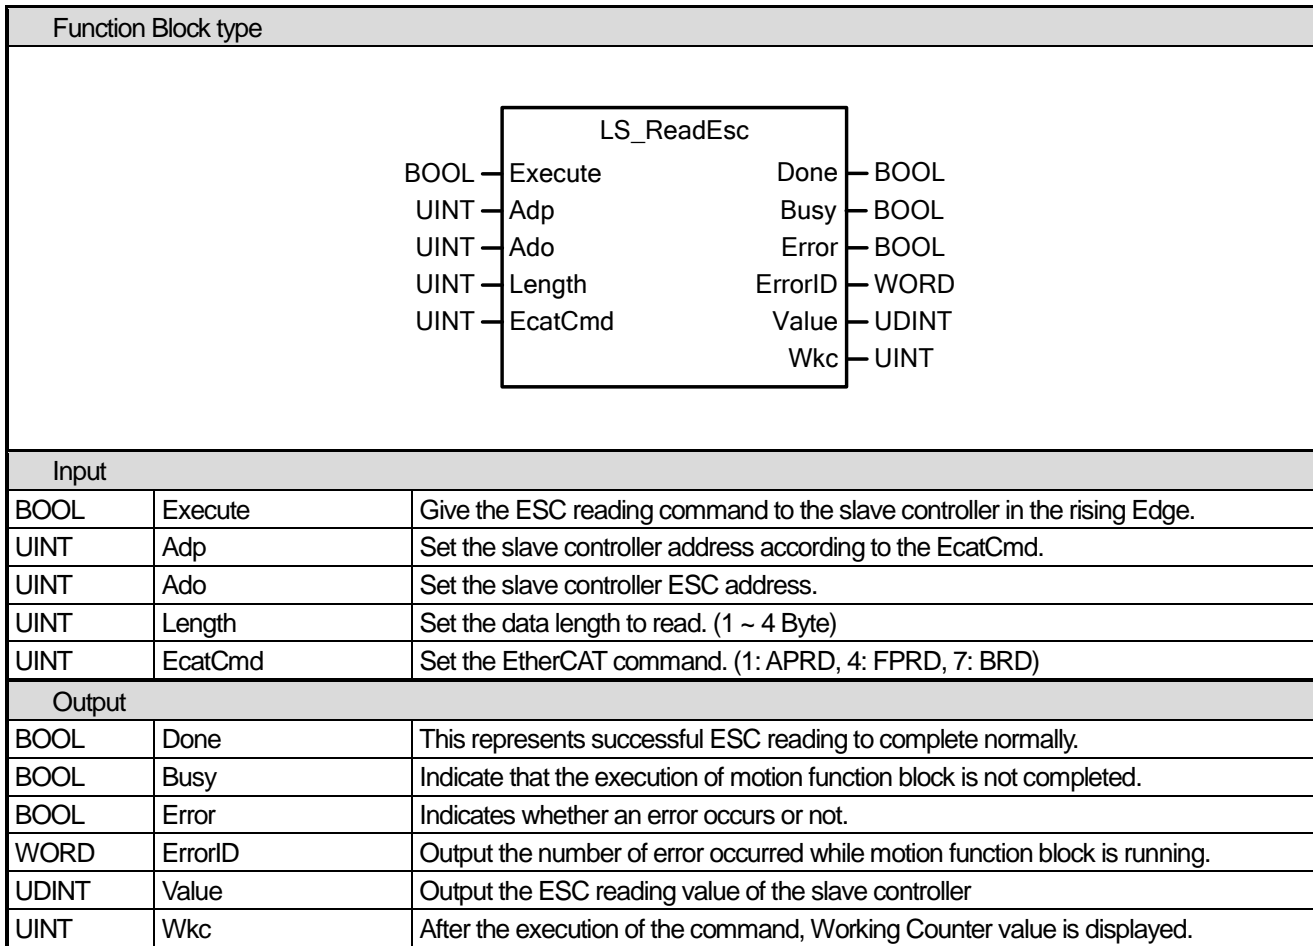 Function Block type
LS_ReadEsc
BOOL Execute Done BOOL
UINT Adp Busy BOOL
UINT Ado Error BOOL
UINT Length ErrorID WORD
UINT EcatCmd Value UDINT
Wkc UINT
Input
BOOL Execute Give the ESC reading command to the slave controller in the rising Edge.
UINT Adp Set the slave controller address according to the EcatCmd.
UINT Ado Set the slave controller ESC address.
UINT Length Set the data length to read. (1 ~ 4 Byte)
UINT EcatCmd Set the EtherCAT command. (1: APRD, 4: FPRD, 7: BRD)
Output
BOOL Done This represents successful ESC reading to complete normally.
BOOL Busy Indicate that the execution of motion function block is not completed.
BOOL Error Indicates whether an error occurs or not.
WORD ErrorID Output the number of error occurred while motion function block is running.
UDINT Value Output the ESC reading value of the slave controller
UINT Wkc After the execution of the command, Working Counter value is displayed.